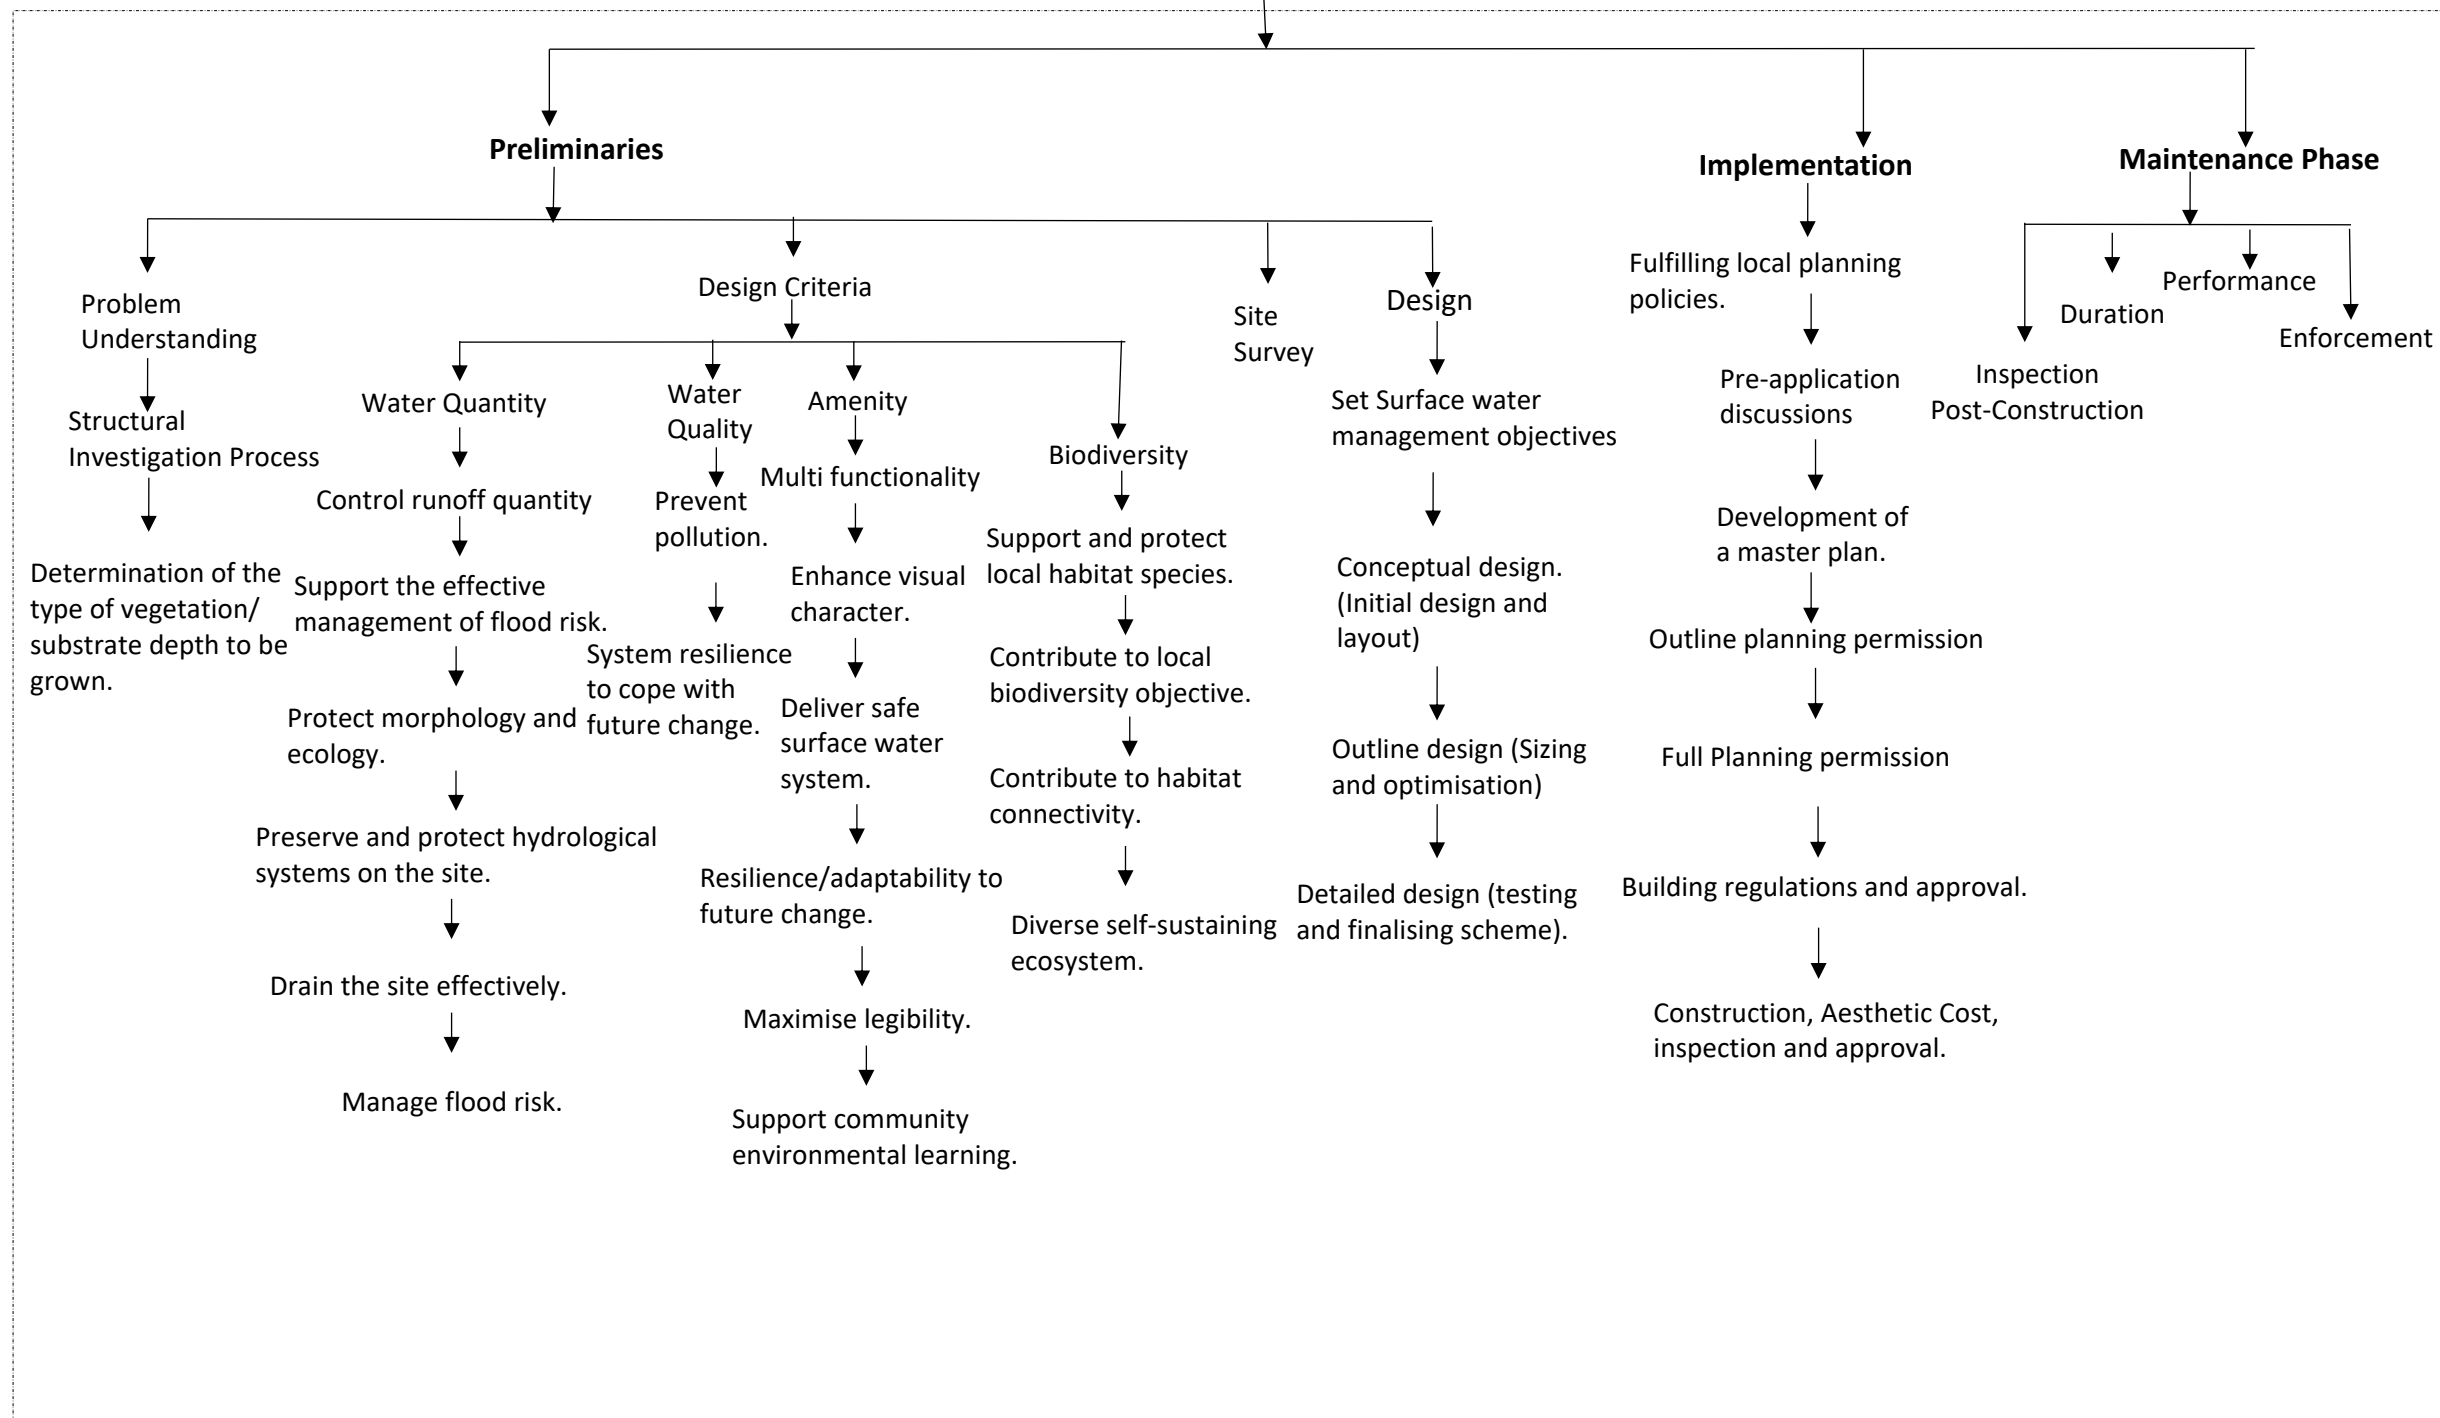 Preliminaries
Implementation
Maintenance Phase
Problem
Understanding
Structural
Investigation Process
Determination of the
type of vegetation/
substrate depth to be
grown.
Design Criteria
Water Quantity
Control runoff quantity
Support the effective
management of flood risk.
Protect morphology and
ecology.
Preserve and protect hydrological
systems on the site.
Drain the site effectively.
Manage flood risk.
Water
Quality
Prevent
pollution.
System resilience
to cope with
future change.
Amenity
Multi functionality
Enhance visual
character.
Deliver safe
surface water
system.
Resilience/adaptability to
future change.
Maximise legibility.
Support community
environmental learning.
Biodiversity
Support and protect
local habitat species.
Contribute to local
biodiversity objective.
Contribute to habitat
connectivity.
Diverse self-sustaining
ecosystem.
Site
Survey
Design
Set Surface water
management objectives
Conceptual design.
(Initial design and
layout)
Outline design (Sizing
and optimisation)
Detailed design (testing
and finalising scheme).
Fulfilling local planning
policies.
Pre-application
discussions
Development of
a master plan.
Outline planning permission
Full Planning permission
Building regulations and approval.
Construction, Aesthetic Cost,
inspection and approval.
Inspection
Post-Construction
Duration
Performance
Enforcement